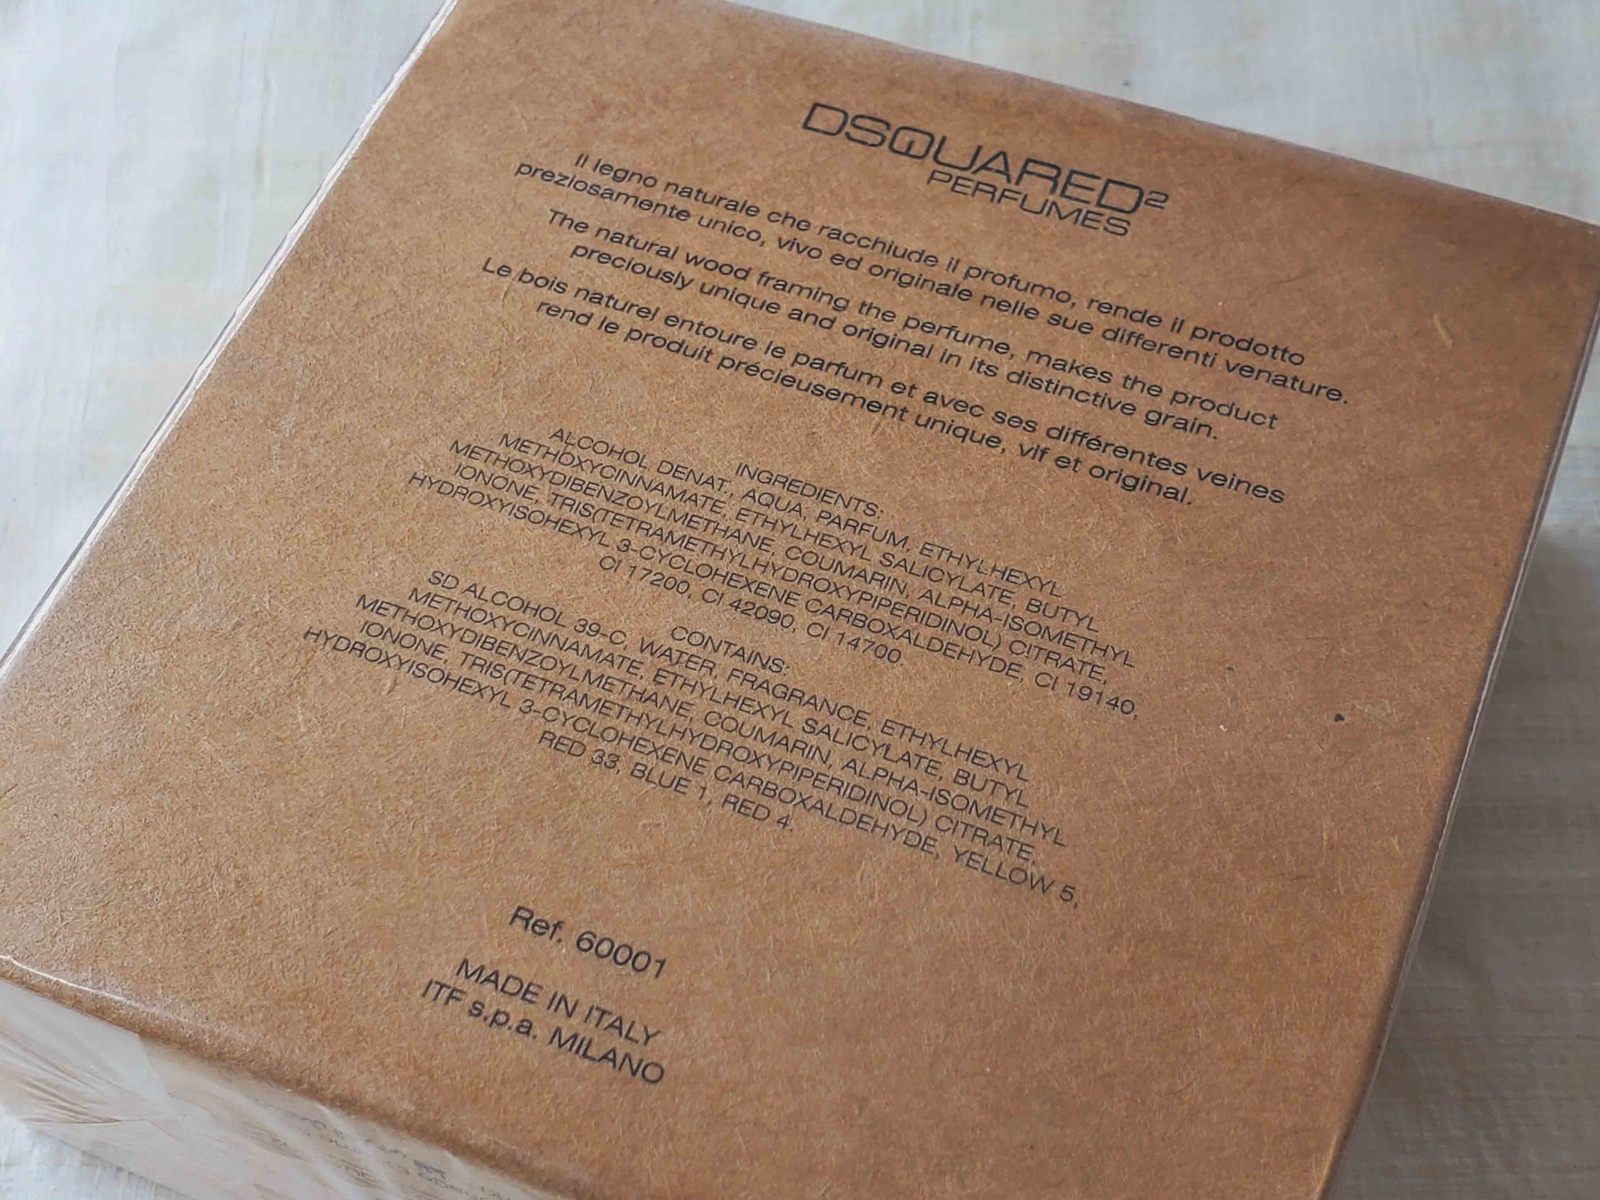 DSQUARED²
PERFUMES
Il legno naturale che racchiude il profumo, rende il prodotto
preziosamente unico, vivo ed originale nelle sue differenti venature.
The natural wood framing the perfume, makes the product
preciously unique and original in its distinctive grain.
Le bois naturel entoure le parfum et avec ses différentes veines
rend le produit précieusement unique, vif et original.
INGREDIENTS:
ALCOHOL DENAT., AQUA, PARFUM, ETHYLHEXYL
METHOXYCINNAMATE, ETHYLHEXYL SALICYLATE, BUTYL
METHOXYDIBENZOYLMETHANE, COUMARIN, ALPHA-ISOMETHYL
IONONE, TRIS(TETRAMETHYLHYDROXYPIPERIDINOL) CITRATE,
HYDROXYISOHEXYL 3-CYCLOHEXENE CARBOXALDEHYDE, CI 19140,
CI 17200, CI 42090, CI 14700.
CONTAINS:
SD ALCOHOL 39-C, WATER, FRAGRANCE, ETHYLHEXYL
METHOXYCINNAMATE, ETHYLHEXYL SALICYLATE, BUTYL
METHOXYDIBENZOYLMETHANE, COUMARIN, ALPHA-ISOMETHYL
IONONE, TRIS(TETRAMETHYLHYDROXYPIPERIDINOL) CITRATE,
HYDROXYISOHEXYL 3-CYCLOHEXENE CARBOXALDEHYDE, YELLOW 5,
RED 33, BLUE 1, RED 4.
Ref. 60001
MADE IN ITALY
ITF s.p.a. MILANO